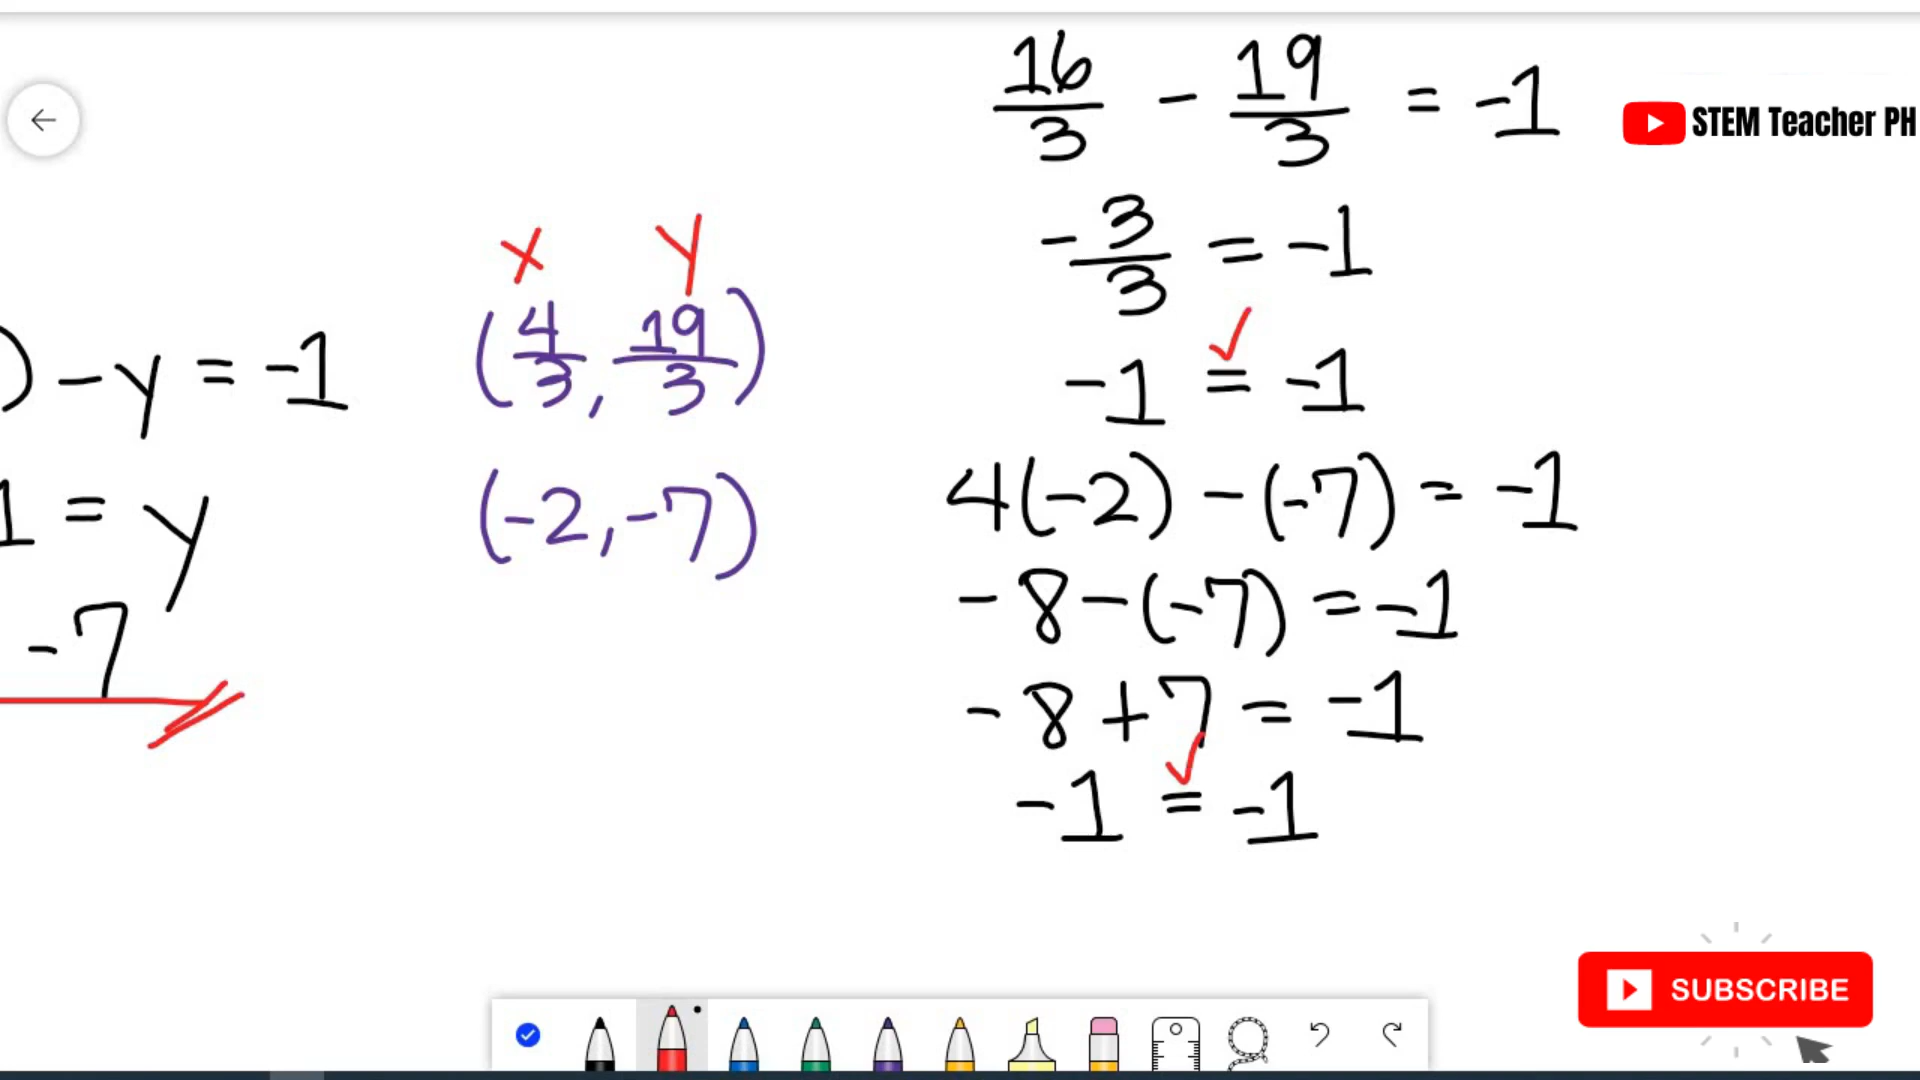 16/3 - 19/3 = -1
STEM Teacher PH
-3/3 = -1
-1 = -1
4(-2) - (-7) = -1
-8 - (-7) = -1
-8 + 7 = -1
-1 = -1
x y
(4/3, 19/3)
(-2, -7)
) - y = -1
1 = y
-7
SUBSCRIBE